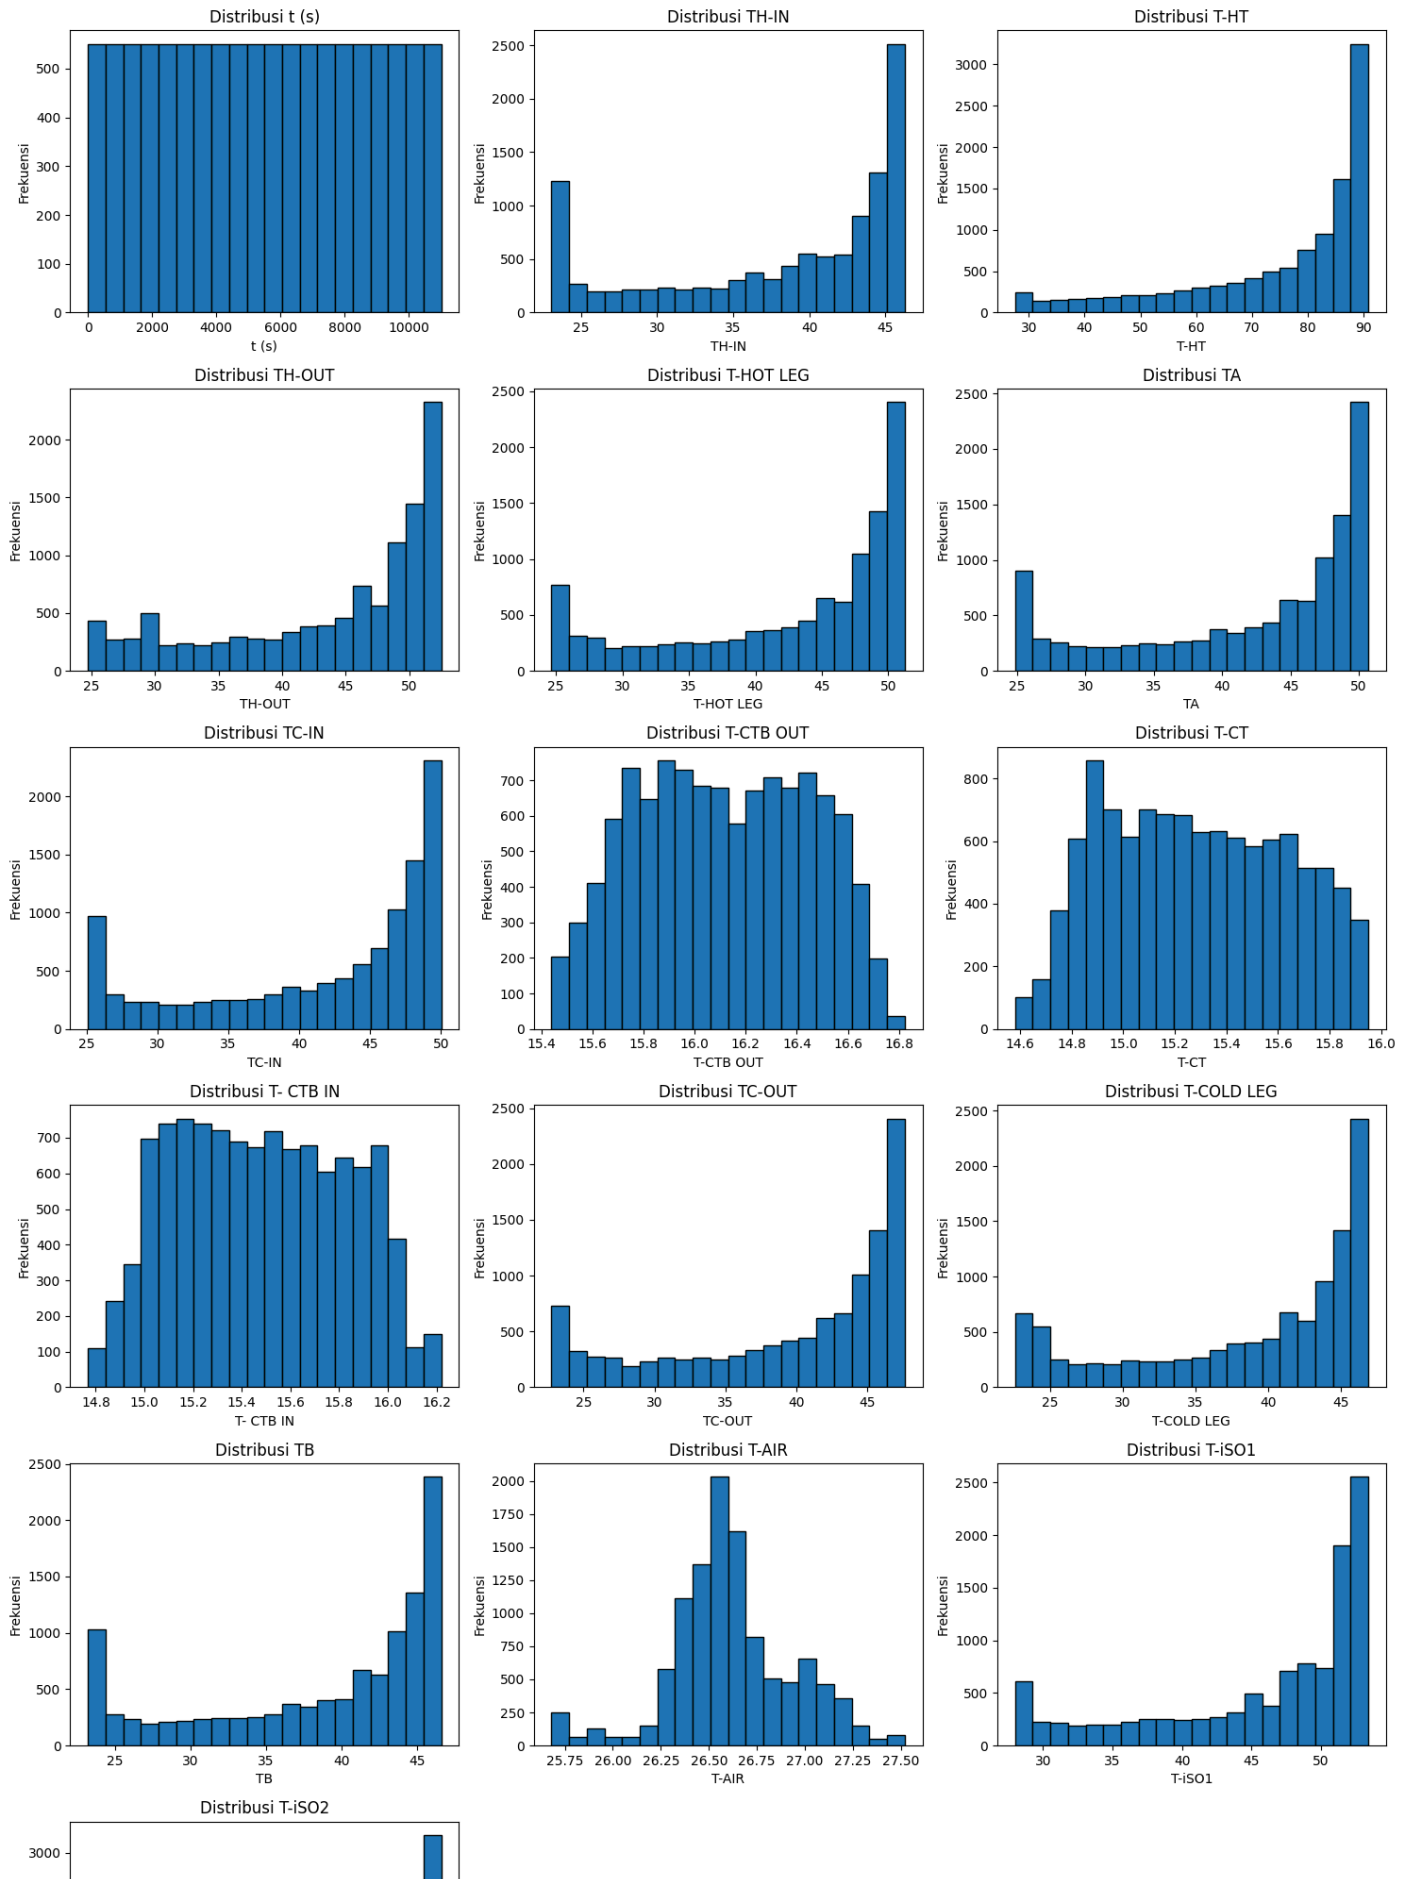 Distribusi t (s)
Frekuensi
500
400
300
200
100
0
0 2000 4000 6000 8000 10000
t (s)
Distribusi TH-IN
Frekuensi
2500
2000
1500
1000
500
0
25 30 35 40 45
TH-IN
Distribusi T-HT
Frekuensi
3000
2500
2000
1500
1000
500
0
30 40 50 60 70 80 90
T-HT
Distribusi TH-OUT
Frekuensi
2000
1500
1000
500
0
25 30 35 40 45 50
TH-OUT
Distribusi T-HOT LEG
Frekuensi
2500
2000
1500
1000
500
0
25 30 35 40 45 50
T-HOT LEG
Distribusi TA
Frekuensi
2500
2000
1500
1000
500
0
25 30 35 40 45 50
TA
Distribusi TC-IN
Frekuensi
2000
1500
1000
500
0
25 30 35 40 45 50
TC-IN
Distribusi T-CTB OUT
Frekuensi
700
600
500
400
300
200
100
0
15.4 15.6 15.8 16.0 16.2 16.4 16.6 16.8
T-CTB OUT
Distribusi T-CT
Frekuensi
800
600
400
200
0
14.6 14.8 15.0 15.2 15.4 15.6 15.8 16.0
T-CT
Distribusi T- CTB IN
Frekuensi
700
600
500
400
300
200
100
0
14.8 15.0 15.2 15.4 15.6 15.8 16.0 16.2
T- CTB IN
Distribusi TC-OUT
Frekuensi
2500
2000
1500
1000
500
0
25 30 35 40 45
TC-OUT
Distribusi T-COLD LEG
Frekuensi
2500
2000
1500
1000
500
0
25 30 35 40 45
T-COLD LEG
Distribusi TB
Frekuensi
2500
2000
1500
1000
500
0
25 30 35 40 45
TB
Distribusi T-AIR
Frekuensi
2000
1750
1500
1250
1000
750
500
250
0
25.75 26.00 26.25 26.50 26.75 27.00 27.25 27.50
T-AIR
Distribusi T-iSO1
Frekuensi
2500
2000
1500
1000
500
0
30 35 40 45 50
T-iSO1
Distribusi T-iSO2
3000